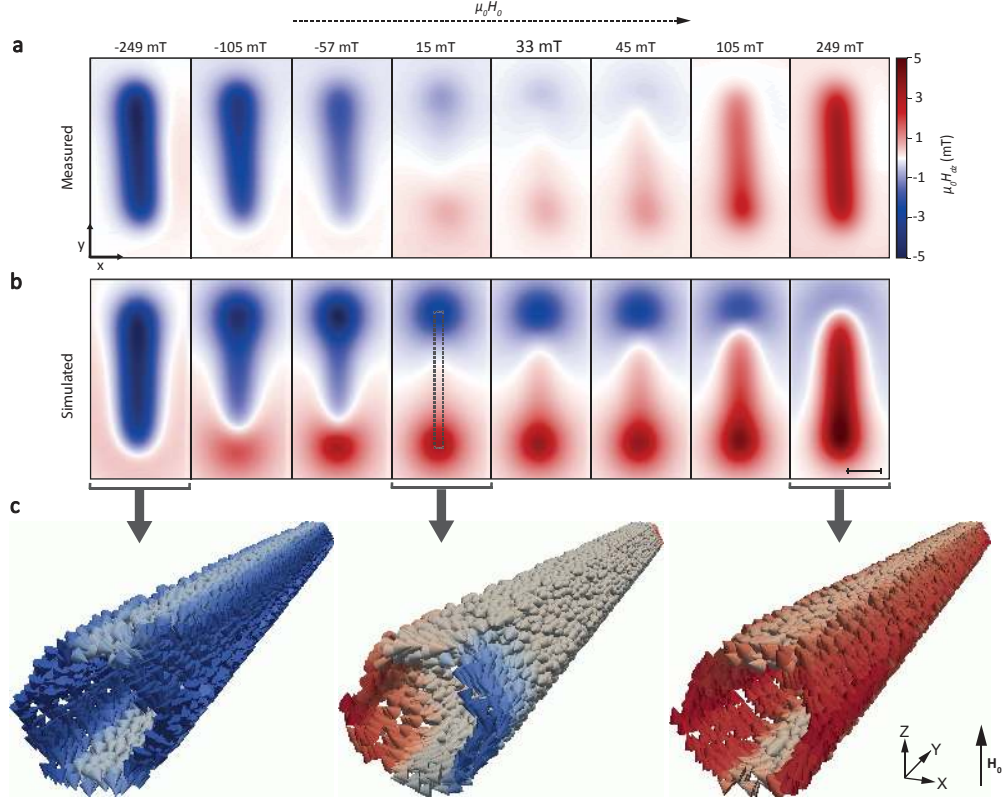 μ₀H₀
a
-249 mT -105 mT -57 mT 15 mT 33 mT 45 mT 105 mT 249 mT
Measured
y
x
5
3
1
-1
-3
-5
μ₀H_dz (mT)
b
Simulated
c
Z
Y
X
H₀